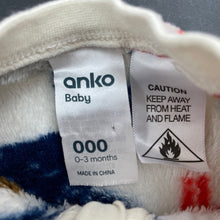 anko
Baby
000
0-3 months
MADE IN CHINA
CAUTION
KEEP AWAY
FROM HEAT
AND FLAME